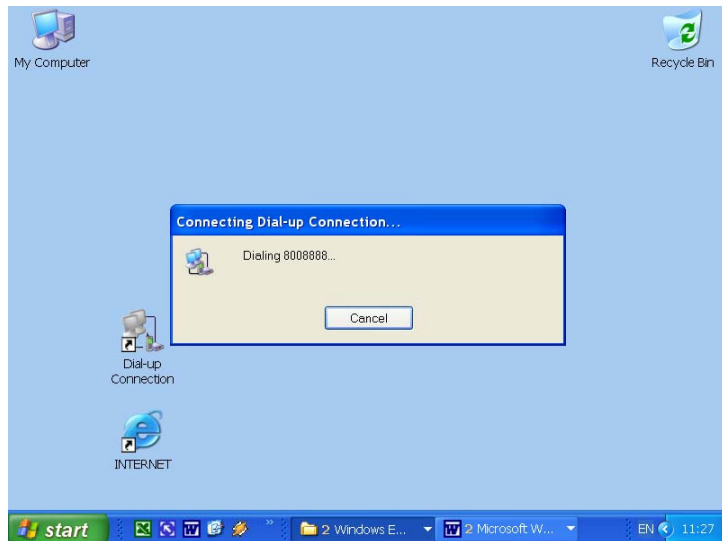 My Computer
Recycle Bin
Connecting Dial-up Connection...
Dialing 8008888...
Cancel
Dial-up
Connection
INTERNET
start
2 Windows E...
2 Microsoft W...
EN
11:27